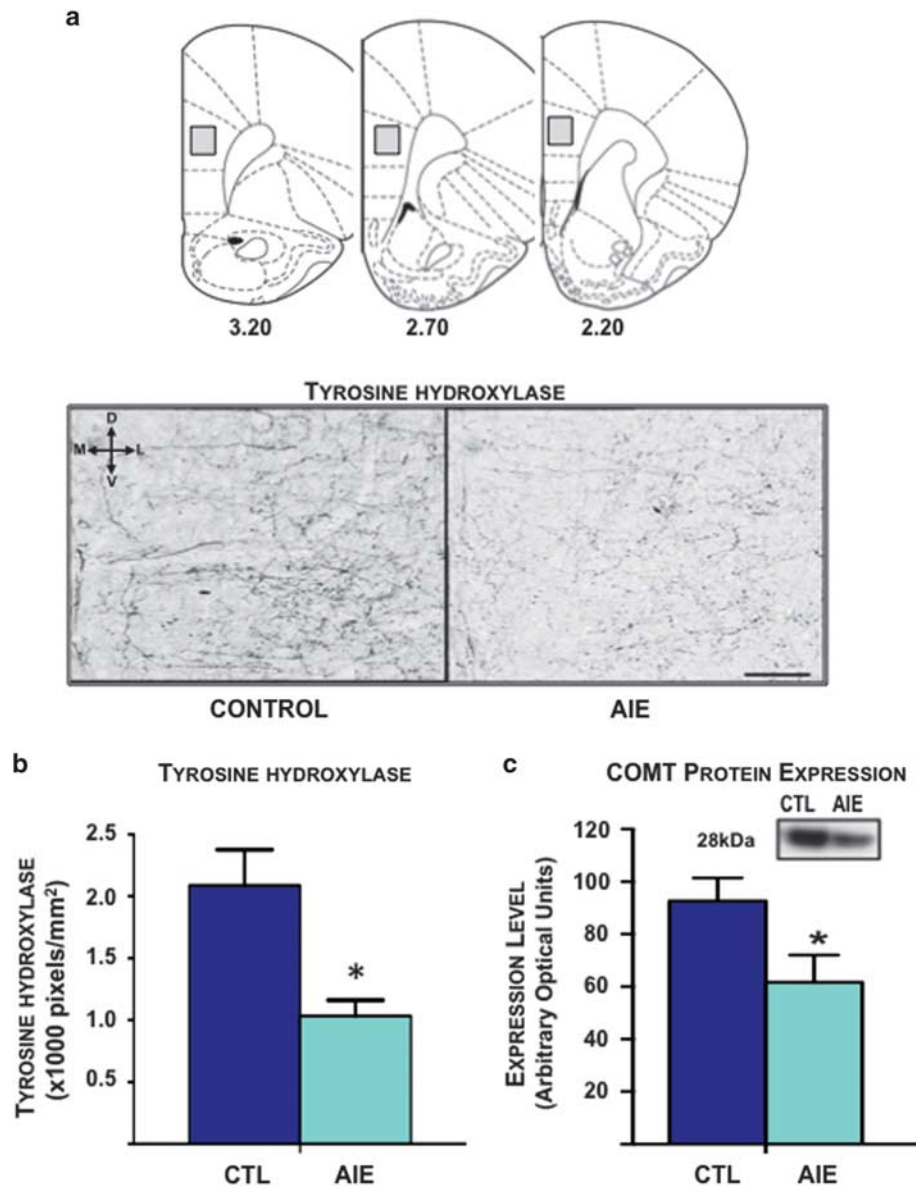 a
3.20 2.70 2.20
TYROSINE HYDROXYLASE
D
M L
V
CONTROL AIE
b
TYROSINE HYDROXYLASE
TYROSINE HYDROXYLASE
(x1000 pixels/mm²)
2.5
2.0
1.5
1.0
0.5
*
CTL AIE
c
COMT PROTEIN EXPRESSION
CTL AIE
28kDa
EXPRESSION LEVEL
(Arbitrary Optical Units)
120
100
80
60
40
20
*
CTL AIE